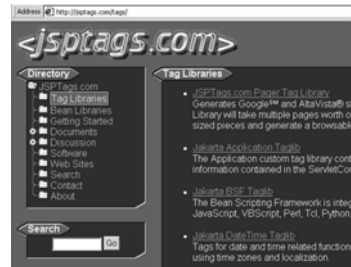 Address http://jsptags.com/tags/
<jsptags.com>
Directory
JSPTags.com
Tag Libraries
Bean Libraries
Getting Started
Documents
Discussion
Software
Web Sites
Search
Contact
About
Search
Go
Tag Libraries
JSPTags.com Pager Tag Library
Generates Google℠ and AltaVista® s
Library will take multiple pages worth o
sized pieces and generate a browsabl
Jakarta Application Taglib
The Application custom tag library cont
information contained in the ServletCor
Jakarta BSF Taglib
The Bean Scripting Framework is integ
JavaScript, VBScript, Perl, Tcl, Python,
Jakarta DateTime Taglib
Tags for date and time related function
using time zones and localization.